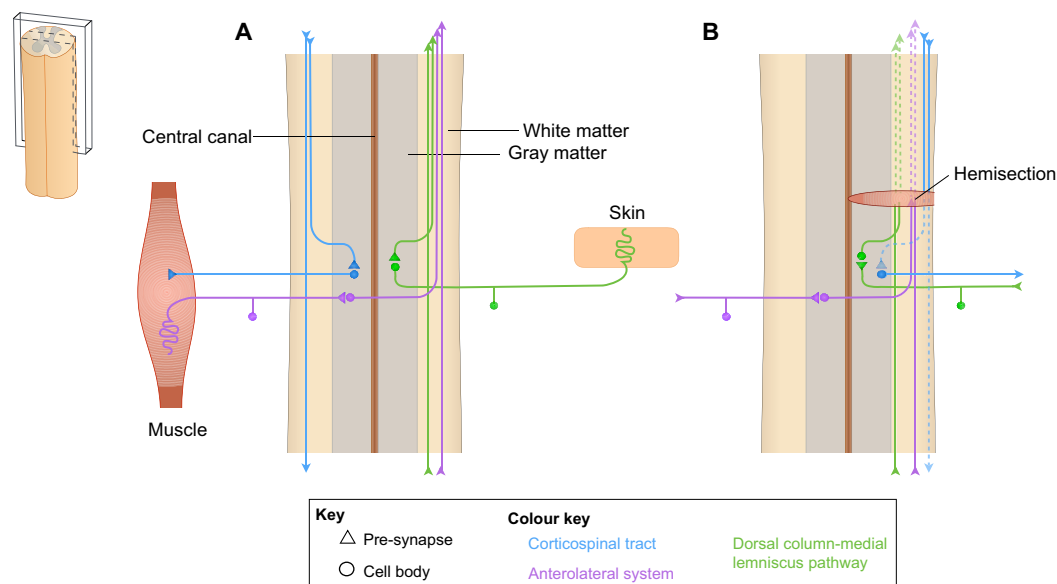 A
B
Central canal
White matter
Gray matter
Hemisection
Skin
Muscle
Key
Pre-synapse
Cell body
Colour key
Corticospinal tract
Anterolateral system
Dorsal column-medial
lemniscus pathway